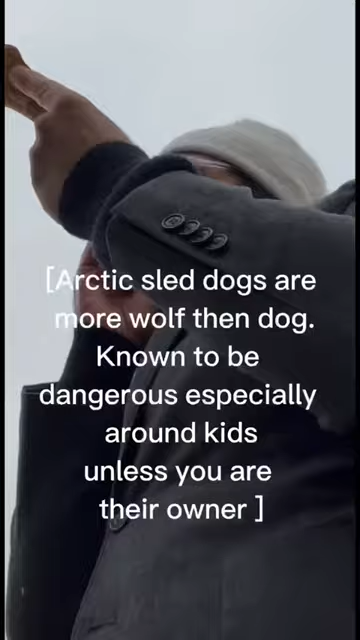 [Arctic sled dogs are
more wolf then dog.
Known to be
dangerous especially
around kids
unless you are
their owner ]